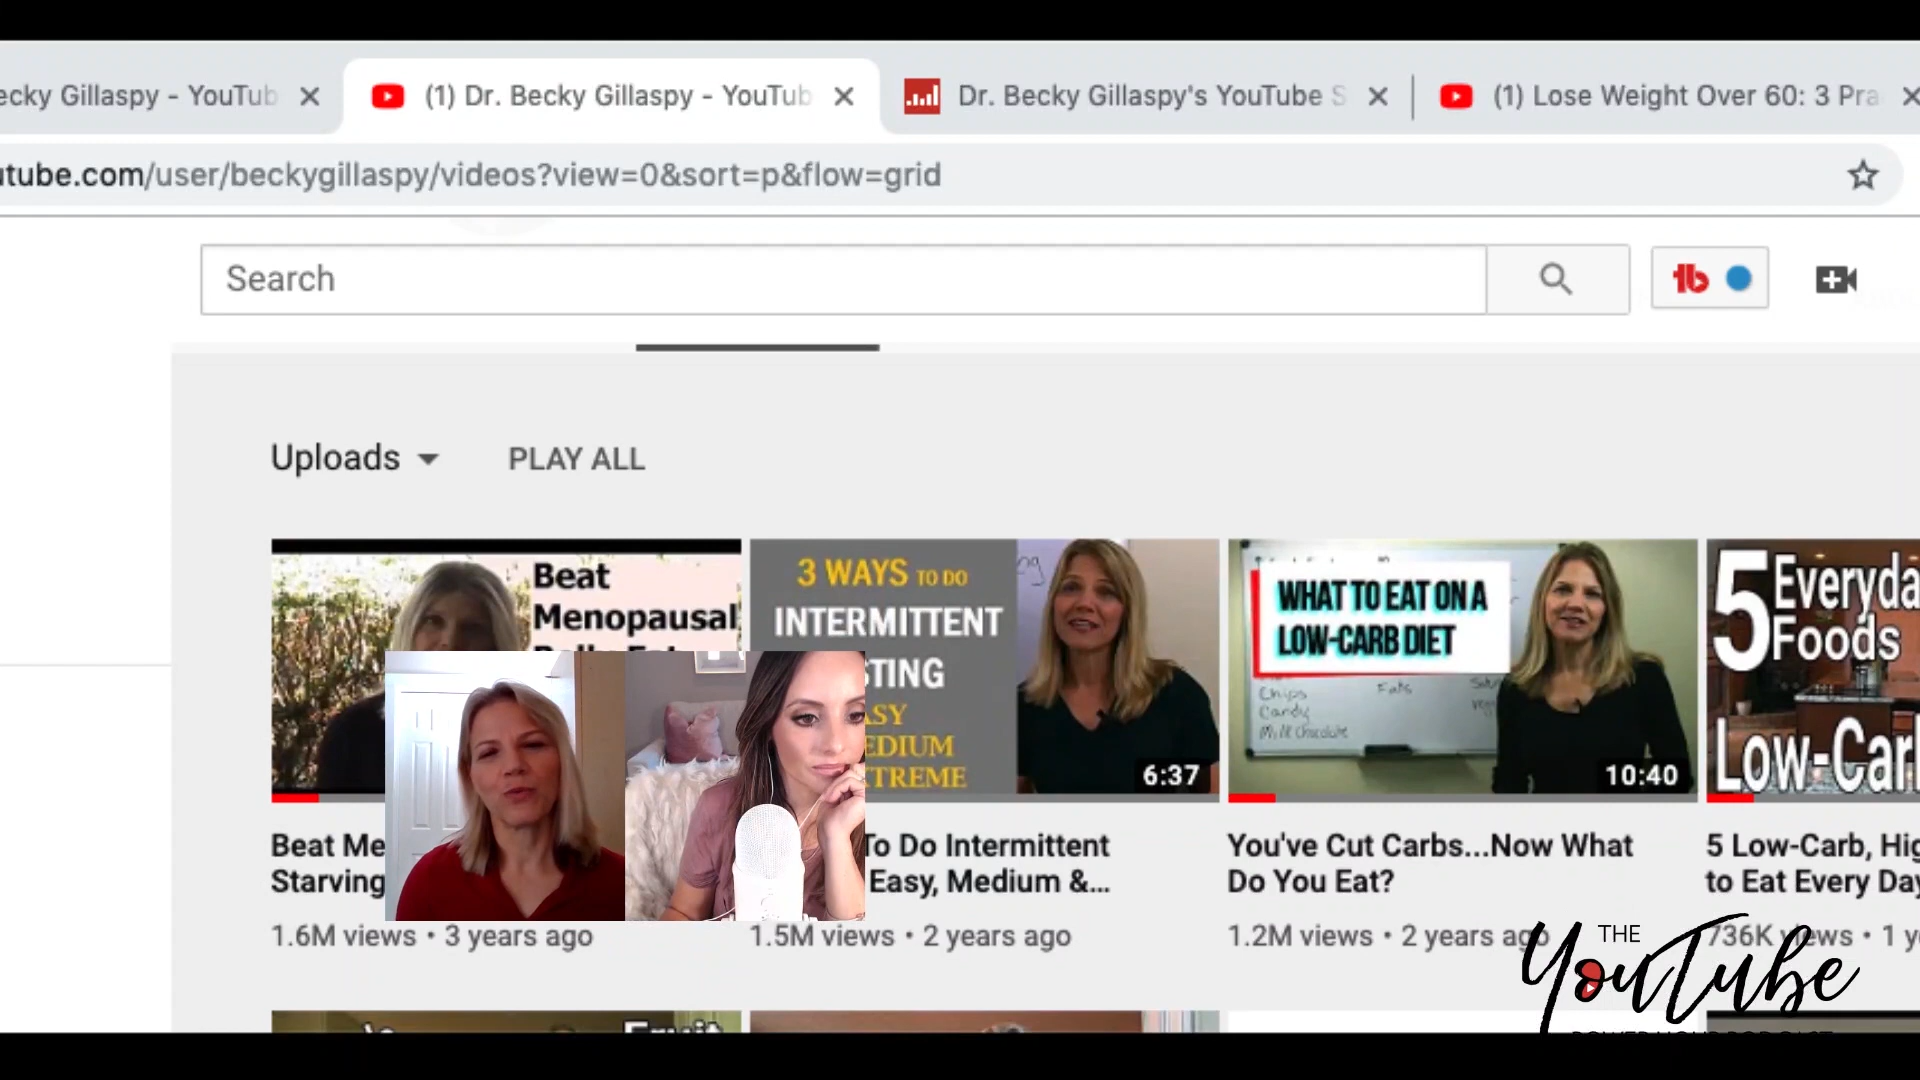 ecky Gillaspy - YouTub
(1) Dr. Becky Gillaspy - YouTub
Dr. Becky Gillaspy's YouTube S
(1) Lose Weight Over 60: 3 Pra
utube.com/user/beckygillaspy/videos?view=0&sort=p&flow=grid
Search
Uploads
PLAY ALL
Beat
Menopausal
3 WAYS TO DO
INTERMITTENT
STING
ASY
EDIUM
TREME
6:37
WHAT TO EAT ON A
LOW-CARB DIET
Chips
Candy
Milk Chocolate
Fats
10:40
5 Everyda
Foods
Low-Car
Beat Me
Starving
1.6M views • 3 years ago
To Do Intermittent
Easy, Medium &...
1.5M views • 2 years ago
You've Cut Carbs...Now What
Do You Eat?
1.2M views • 2 years ago
5 Low-Carb, Hig
to Eat Every Day
736K views • 1 y
THE
YouTube